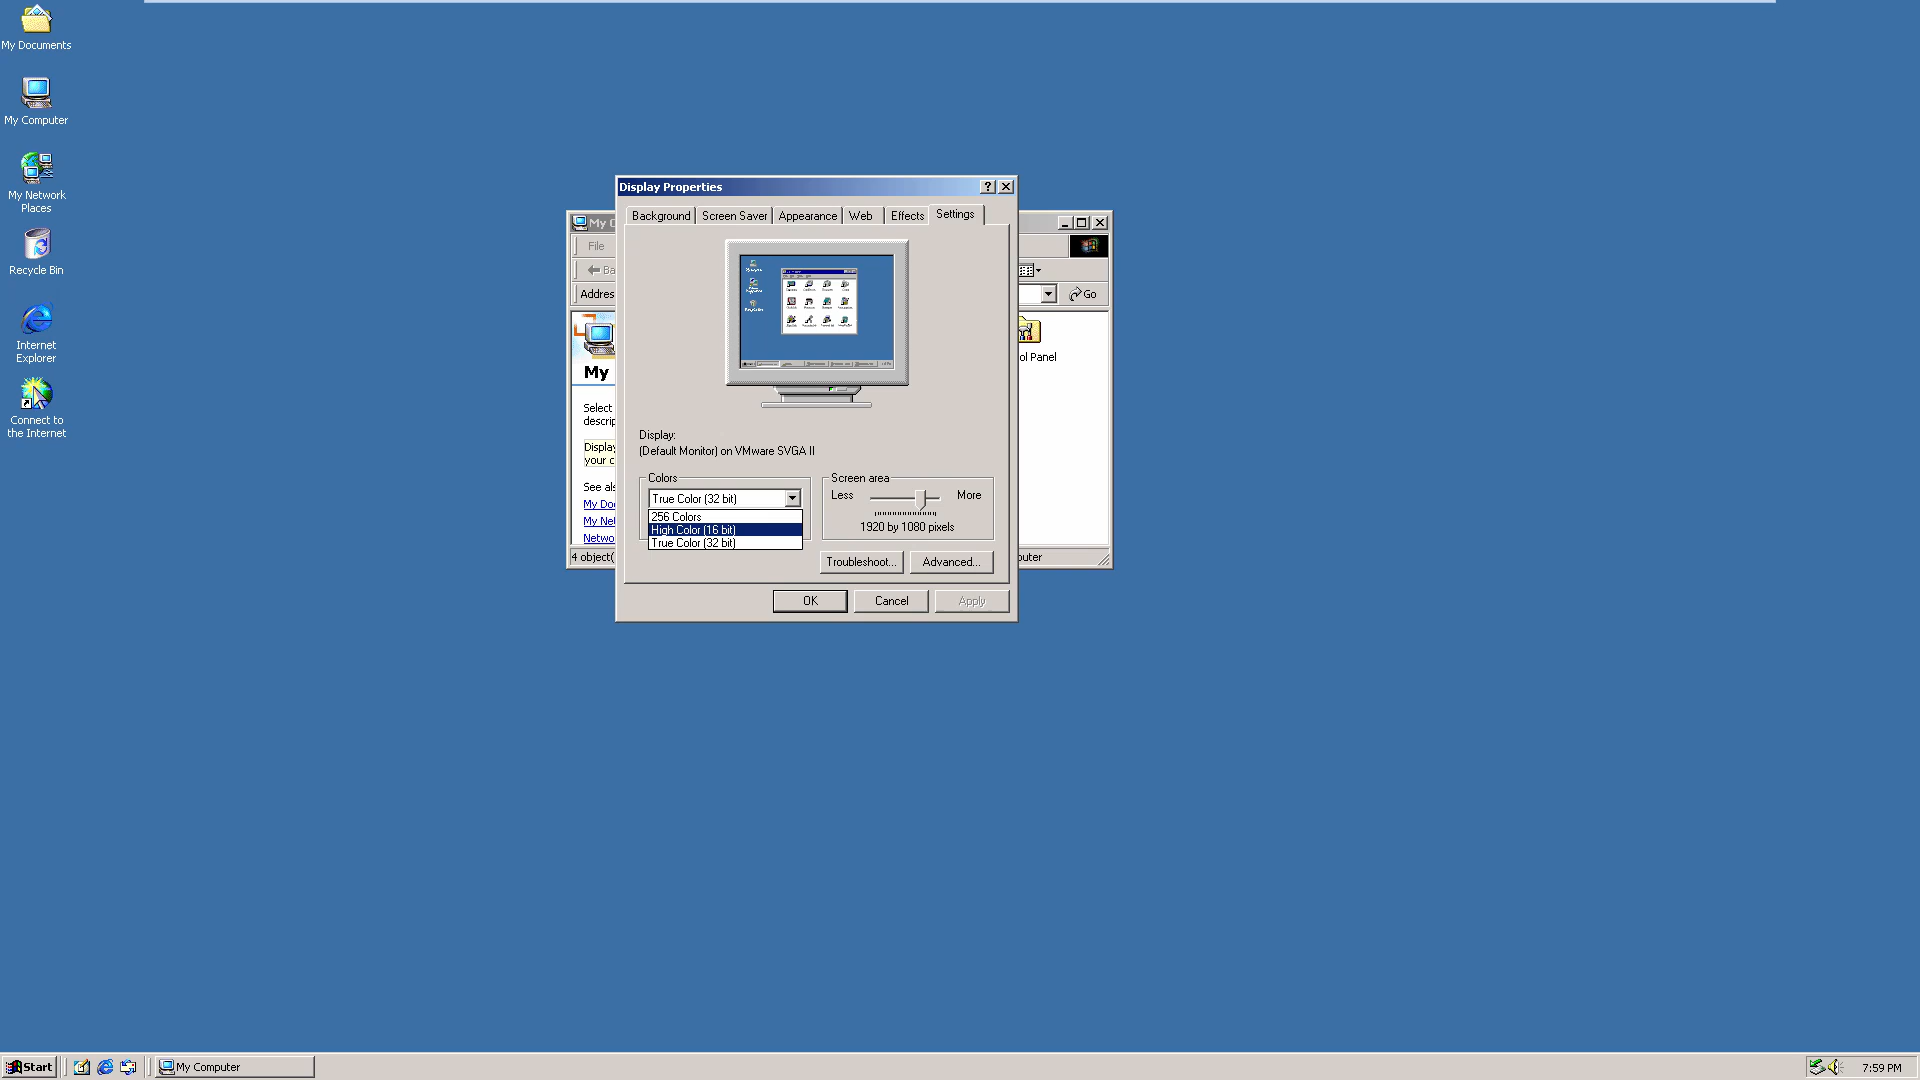 My Documents
My Computer
My Network
Places
Recycle Bin
Internet
Explorer
Connect to
the Internet
Display Properties
Background
Screen Saver
Appearance
Web
Effects
Settings
Display:
(Default Monitor) on VMware SVGA II
Colors
True Color (32 bit)
256 Colors
High Color (16 bit)
True Color (32 bit)
Screen area
Less
More
1920 by 1080 pixels
Troubleshoot...
Advanced...
OK
Cancel
Apply
My C
File
Ba
Addres
Go
My
Select
descrip
Display
your c
See als
My Do
My Net
Netwo
4 object(
ol Panel
puter
Start
My Computer
7:59 PM